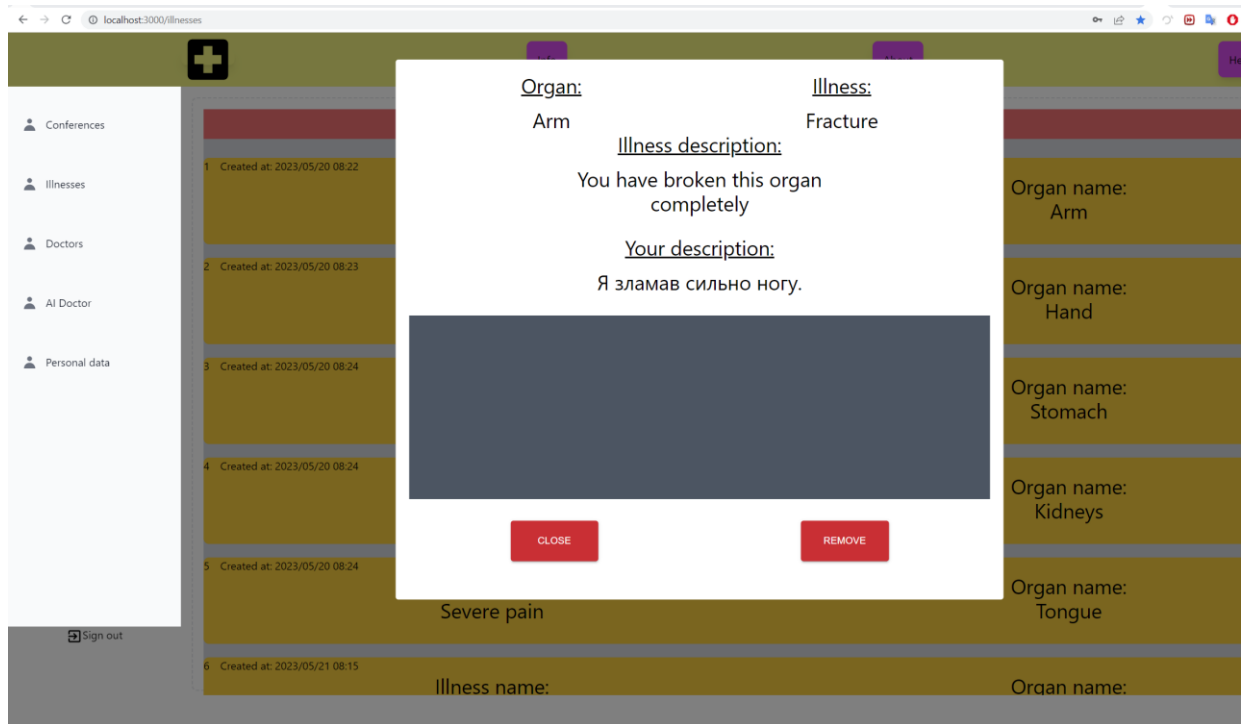 localhost:3000/illnesses
Info
About
Conferences
Illnesses
Doctors
AI Doctor
Personal data
Sign out
Organ:
Illness:
Arm
Fracture
Illness description:
You have broken this organ
completely
Your description:
Я зламав сильно ногу.
CLOSE
REMOVE
1 Created at: 2023/05/20 08:22
Organ name:
Arm
2 Created at: 2023/05/20 08:23
Organ name:
Hand
3 Created at: 2023/05/20 08:24
Organ name:
Stomach
4 Created at: 2023/05/20 08:24
Organ name:
Kidneys
5 Created at: 2023/05/20 08:24
Severe pain
Organ name:
Tongue
6 Created at: 2023/05/21 08:15
Illness name:
Organ name: